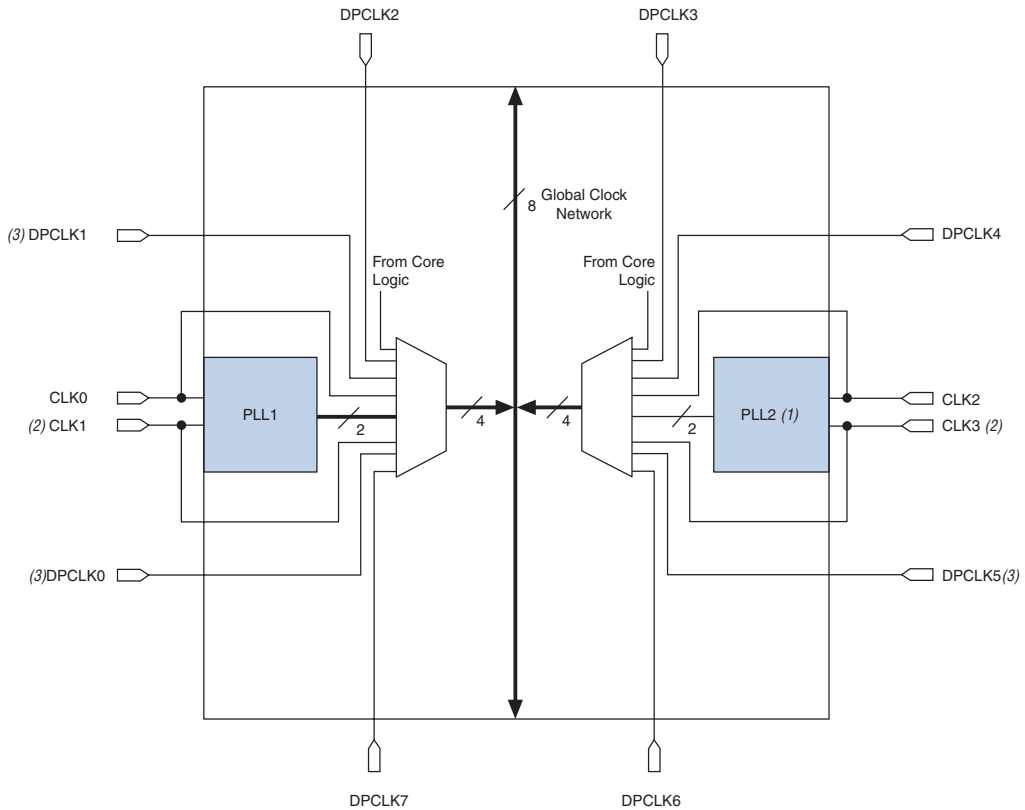 DPCLK2
DPCLK3
8
Global Clock
Network
(3) DPCLK1
DPCLK4
From Core
Logic
From Core
Logic
CLK0
PLL1
2
4
4
2
PLL2 (1)
CLK2
(2) CLK1
CLK3 (2)
(3)DPCLK0
DPCLK5(3)
DPCLK7
DPCLK6